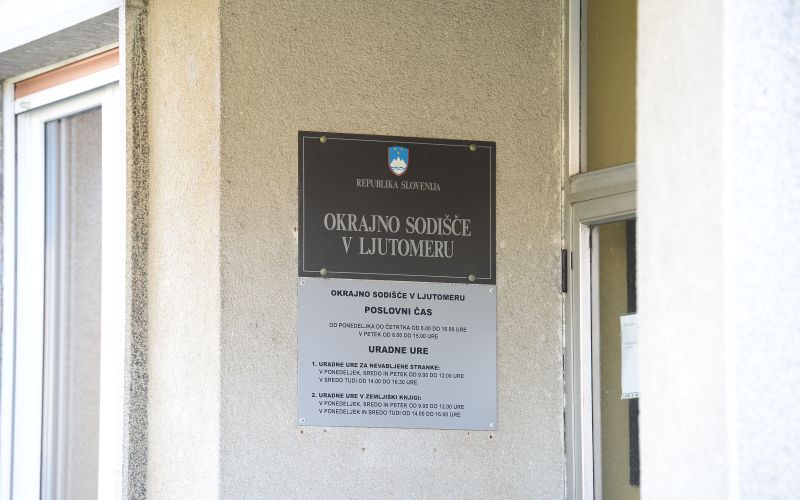 REPUBLIKA SLOVENIJA
OKRAJNO SODIŠČE
V LJUTOMERU
OKRAJNO SODIŠČE V LJUTOMERU
POSLOVNI ČAS
OD PONEDELJKA DO ČETRTKA OD 8.00 DO 16.00 URE
V PETEK OD 8.00 DO 15.00 URE
URADNE URE
1. URADNE URE ZA NEVABLJENE STRANKE:
V PONEDELJEK, SREDO IN PETEK OD 9.00 DO 12.00 URE
V SREDO TUDI OD 14.00 DO 16.30 URE
2. URADNE URE V ZEMLJIŠKI KNJIGI:
V PONEDELJEK, SREDO IN PETEK OD 9.00 DO 12.00 URE
V PONEDELJEK IN SREDO TUDI OD 14.00 DO 16.00 URE